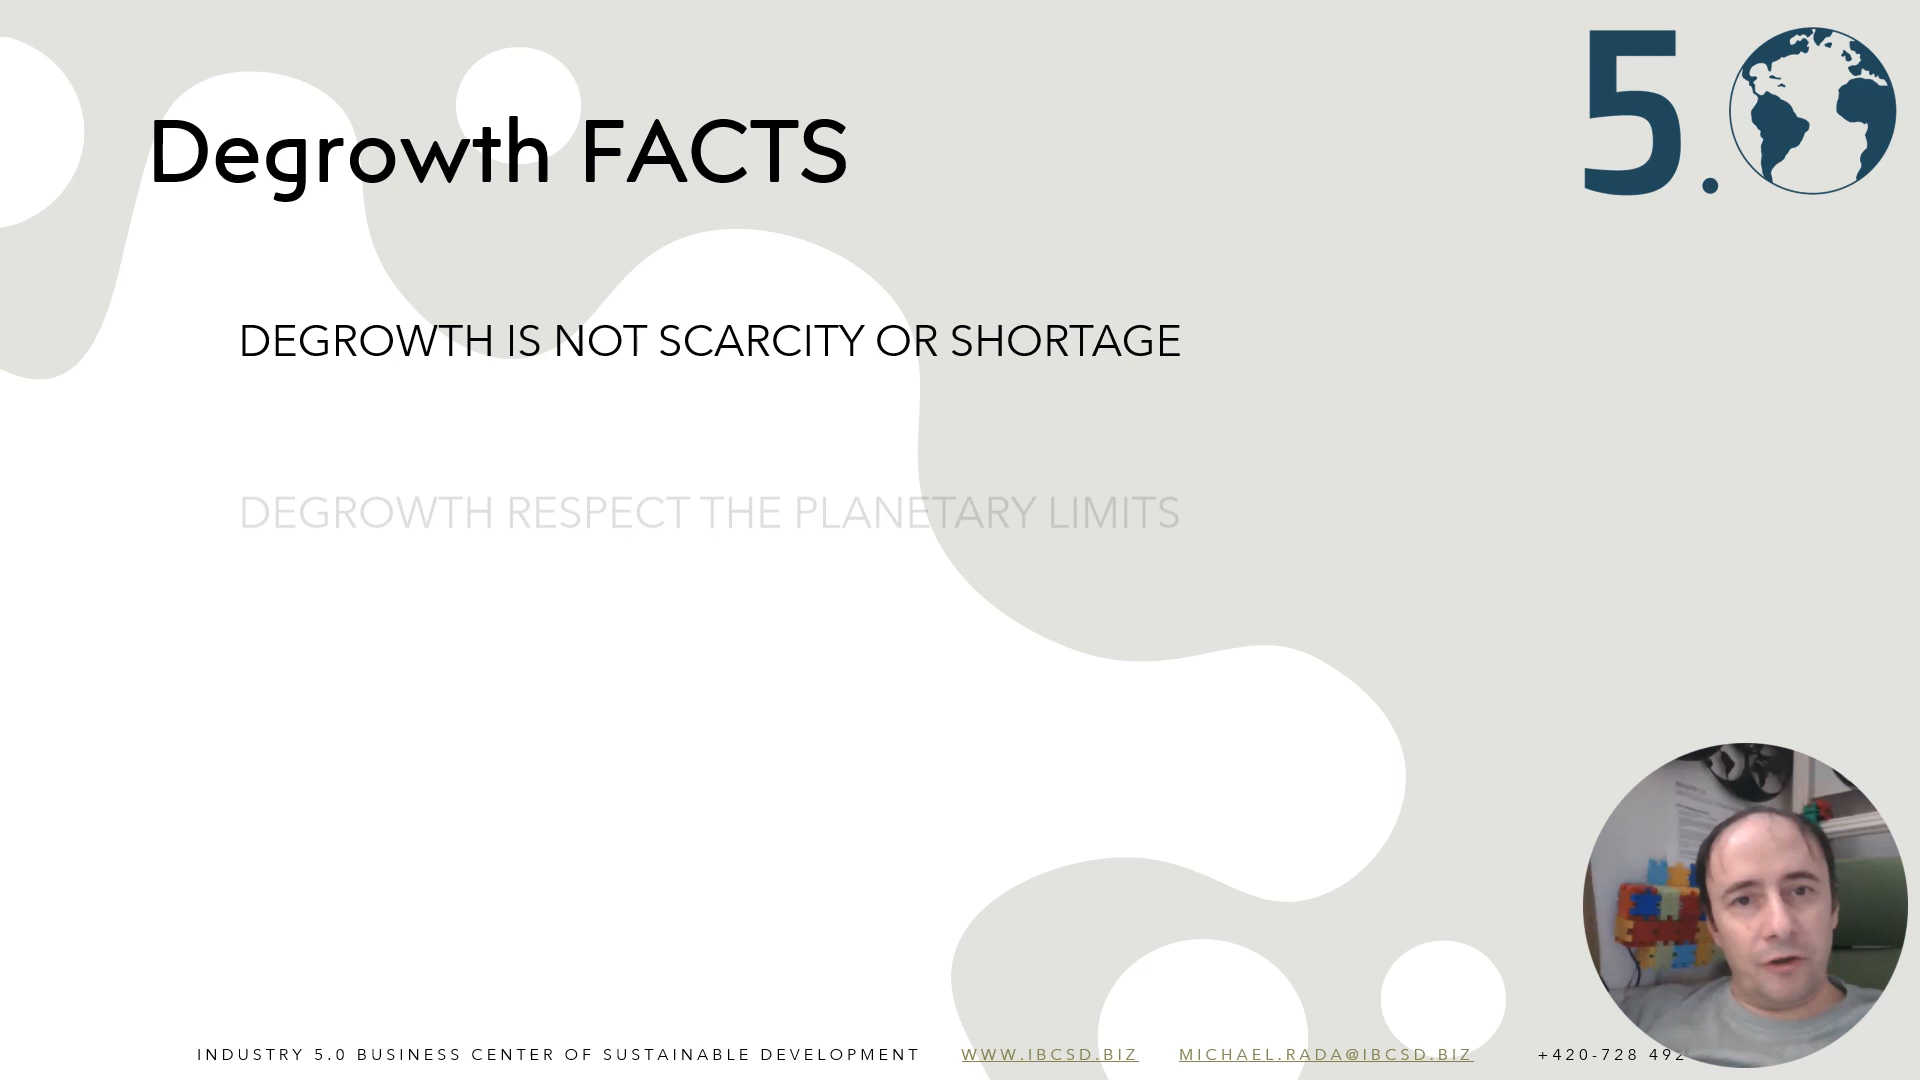 5.0
Degrowth FACTS
DEGROWTH IS NOT SCARCITY OR SHORTAGE
DEGROWTH RESPECT THE PLANETARY LIMITS
INDUSTRY 5.0 BUSINESS CENTER OF SUSTAINABLE DEVELOPMENT WWW.IBCSD.BIZ MICHAEL.RADA@IBCSD.BIZ +420-728 492